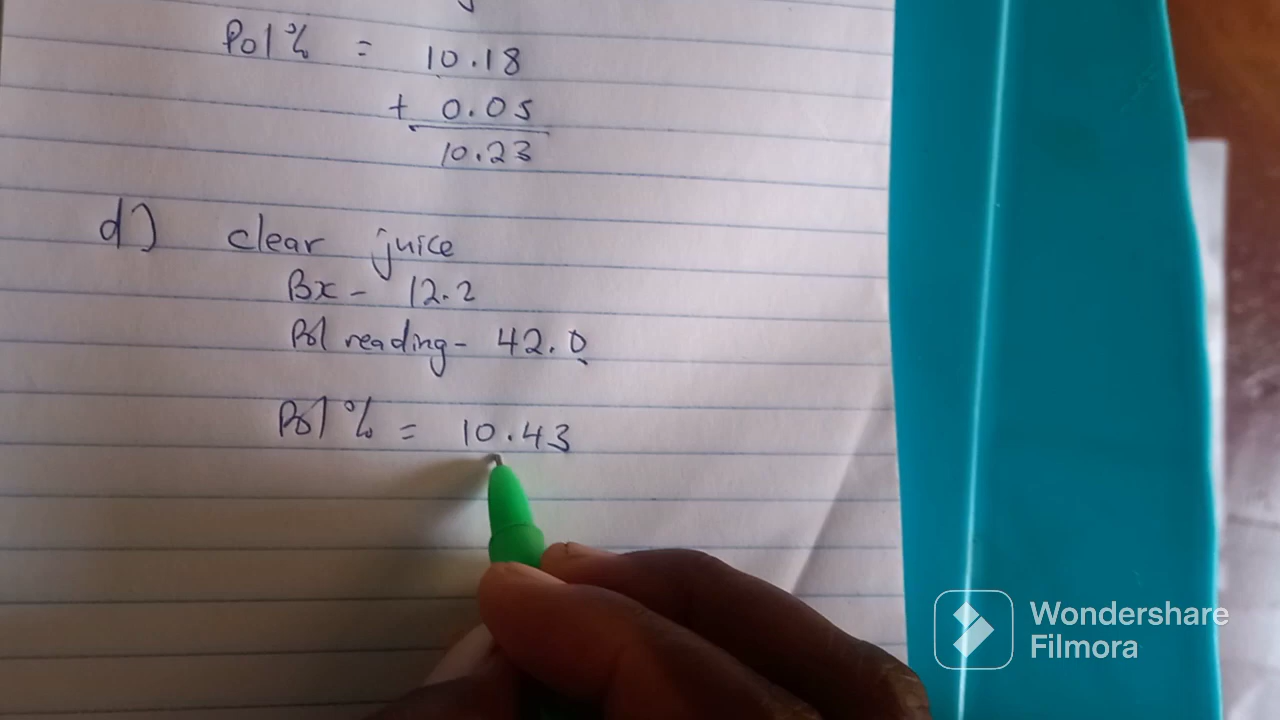 Pol % = 10.18
+ 0.05
10.23
d) clear juice
Bx - 12.2
Pol reading - 42.0
Pol % = 10.43
Wondershare
Filmora